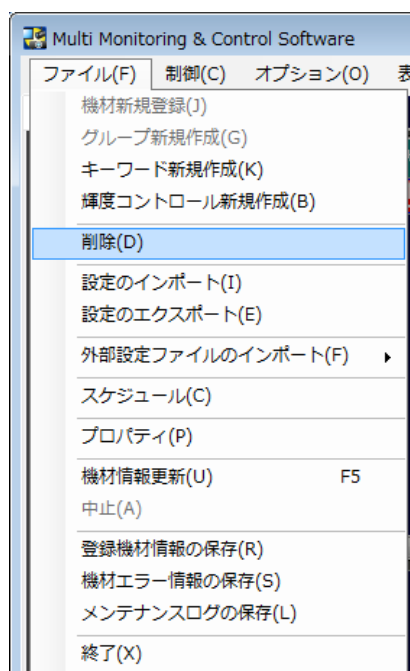 Multi Monitoring & Control Software
ファイル(F) 制御(C) オプション(O) 表
機材新規登録(J)
グループ新規作成(G)
キーワード新規作成(K)
輝度コントロール新規作成(B)
削除(D)
設定のインポート(I)
設定のエクスポート(E)
外部設定ファイルのインポート(F)
スケジュール(C)
プロパティ(P)
機材情報更新(U) F5
中止(A)
登録機材情報の保存(R)
機材エラー情報の保存(S)
メンテナンスログの保存(L)
終了(X)